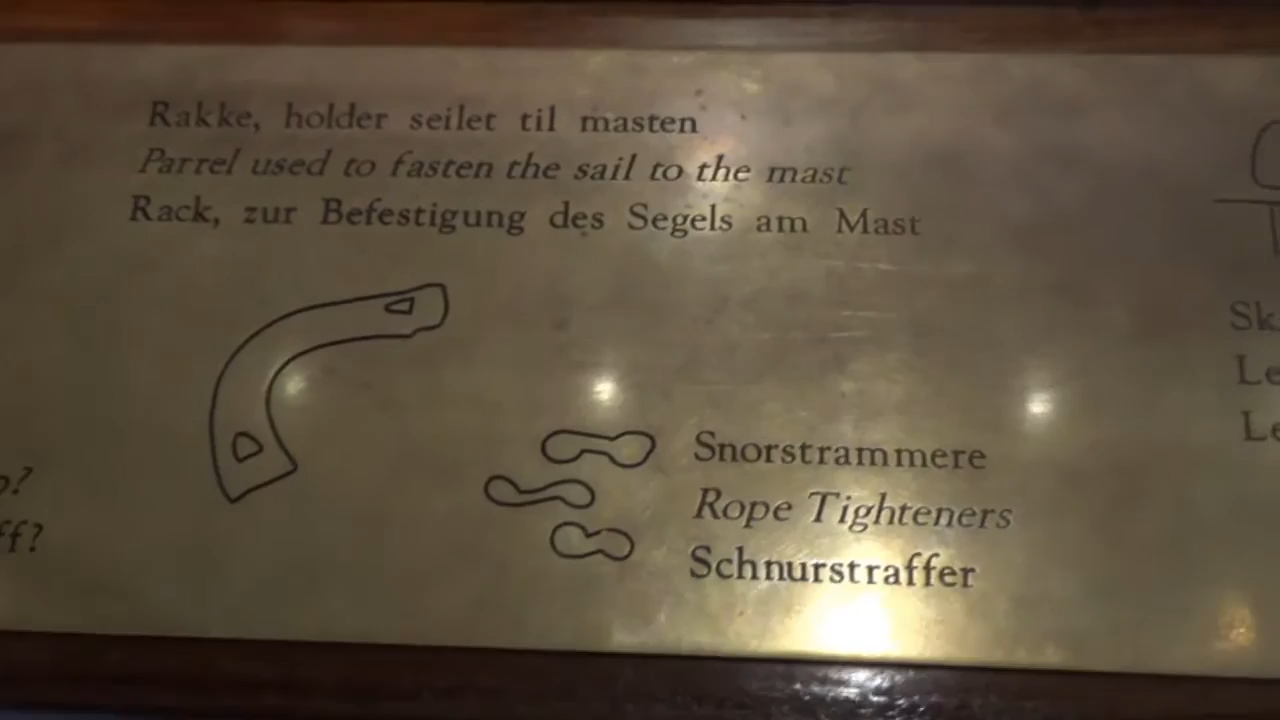 Rakke, holder seilet til masten
Parrel used to fasten the sail to the mast
Rack, zur Befestigung des Segels am Mast
Snorstrammere
Rope Tighteners
Schnurstraffer